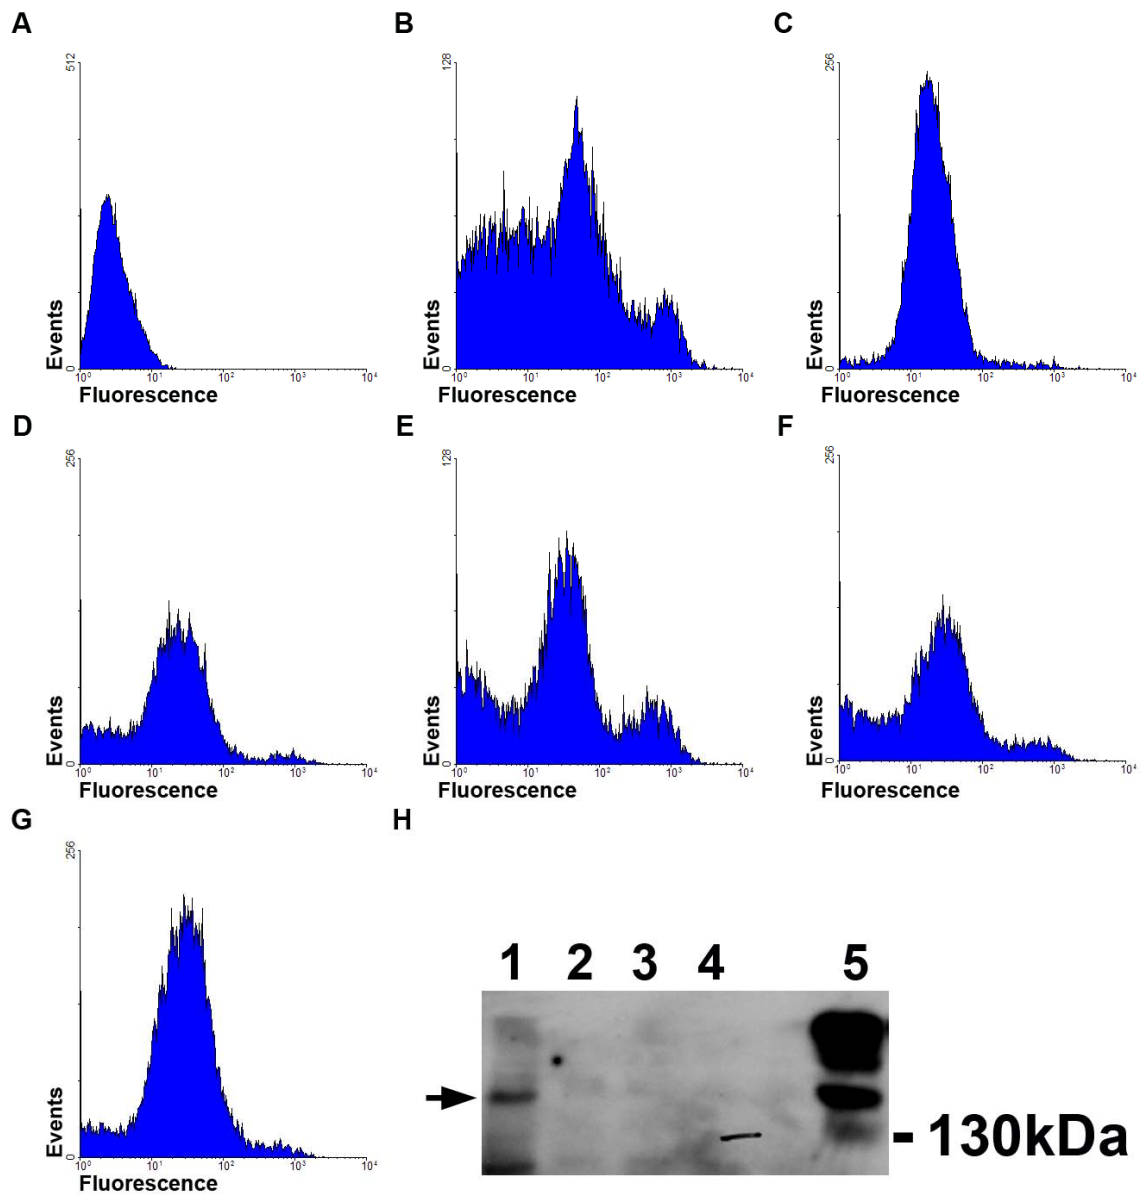 A B C
512 128 256
Events Events Events
0 0 0
10⁰ 10¹ 10² 10³ 10⁴ 10⁰ 10¹ 10² 10³ 10⁴ 10⁰ 10¹ 10² 10³ 10⁴
Fluorescence Fluorescence Fluorescence
D E F
256 128 256
Events Events Events
0 0 0
10⁰ 10¹ 10² 10³ 10⁴ 10⁰ 10¹ 10² 10³ 10⁴ 10⁰ 10¹ 10² 10³ 10⁴
Fluorescence Fluorescence Fluorescence
G H
256
Events
0
10⁰ 10¹ 10² 10³ 10⁴
Fluorescence
1 2 3 4 5
- 130kDa